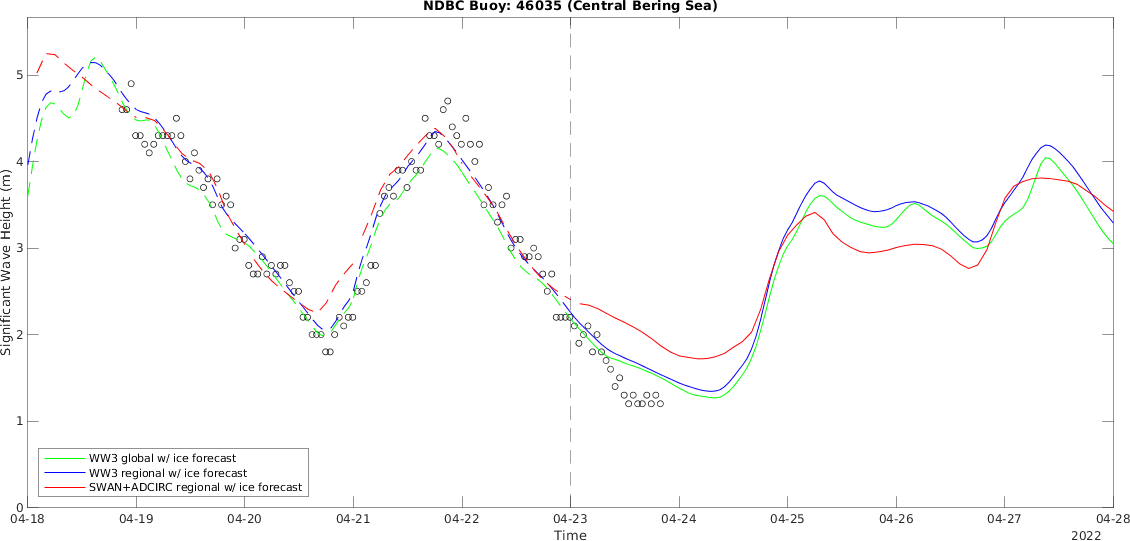 NDBC Buoy: 46035 (Central Bering Sea)
Significant Wave Height (m)
5
4
3
2
1
0
WW3 global w/ ice forecast
WW3 regional w/ ice forecast
SWAN+ADCIRC regional w/ ice forecast
04-18 04-19 04-20 04-21 04-22 04-23 04-24 04-25 04-26 04-27 04-28
Time
2022